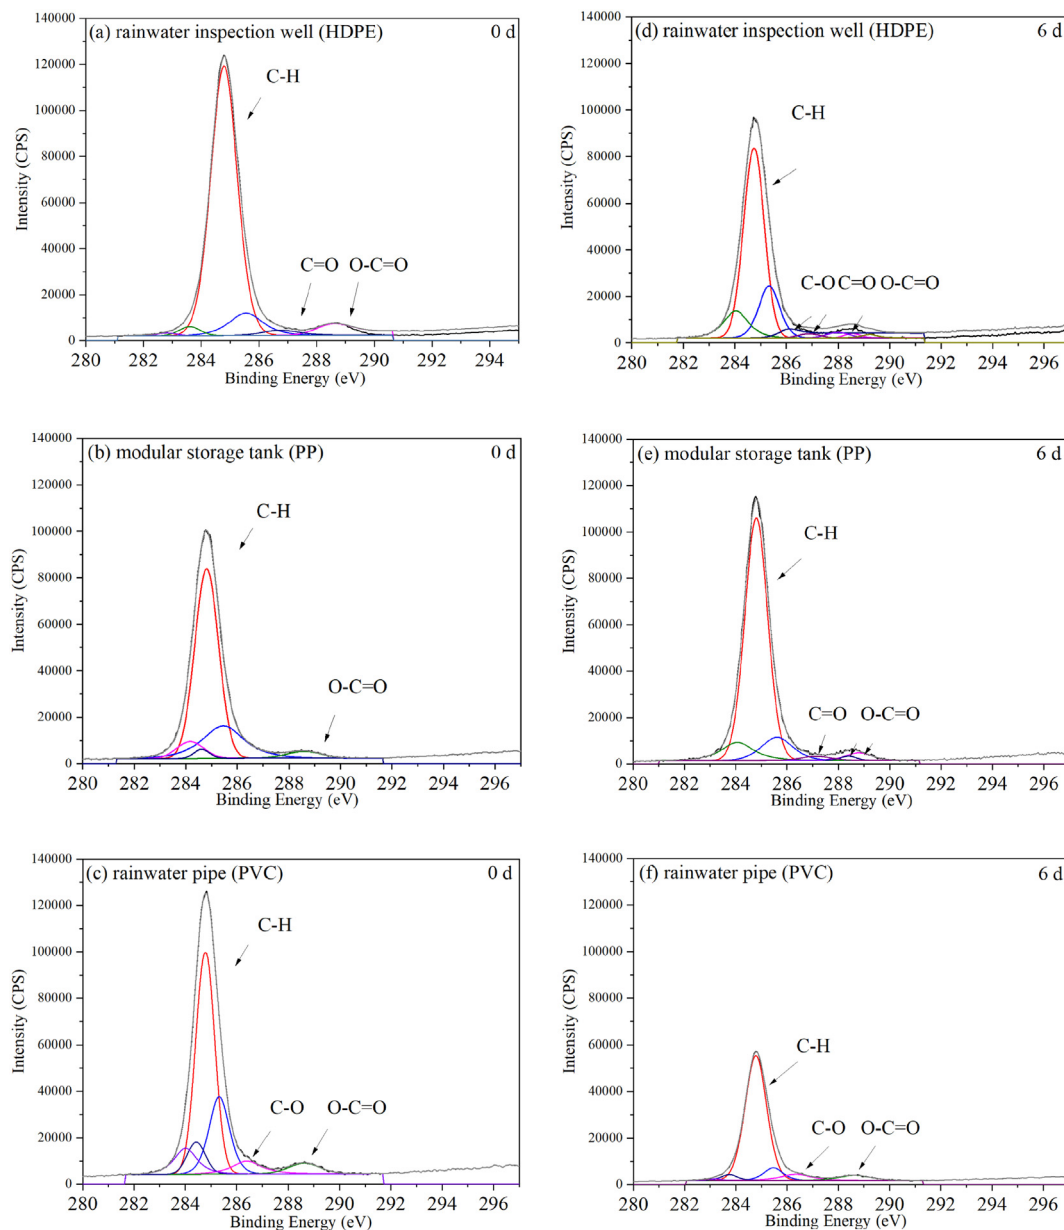 (a) rainwater inspection well (HDPE) 0 d
C-H
C=O O-C=O
140000
120000
100000
80000
60000
40000
20000
0
Intensity (CPS)
280 282 284 286 288 290 292 294
Binding Energy (eV)
(d) rainwater inspection well (HDPE) 6 d
C-H
C-O C=O O-C=O
140000
120000
100000
80000
60000
40000
20000
0
Intensity (CPS)
280 282 284 286 288 290 292 294 296
Binding Energy (eV)
(b) modular storage tank (PP) 0 d
C-H
O-C=O
140000
120000
100000
80000
60000
40000
20000
0
Intensity (CPS)
280 282 284 286 288 290 292 294 296
Binding Energy (eV)
(e) modular storage tank (PP) 6 d
C-H
C=O O-C=O
140000
120000
100000
80000
60000
40000
20000
0
Intensity (CPS)
280 282 284 286 288 290 292 294 296
Binding Energy (eV)
(c) rainwater pipe (PVC) 0 d
C-H
C-O O-C=O
140000
120000
100000
80000
60000
40000
20000
0
Intensity (CPS)
280 282 284 286 288 290 292 294 296
Binding Energy (eV)
(f) rainwater pipe (PVC) 6 d
C-H
C-O O-C=O
140000
120000
100000
80000
60000
40000
20000
0
Intensity (CPS)
280 282 284 286 288 290 292 294 296
Binding Energy (eV)